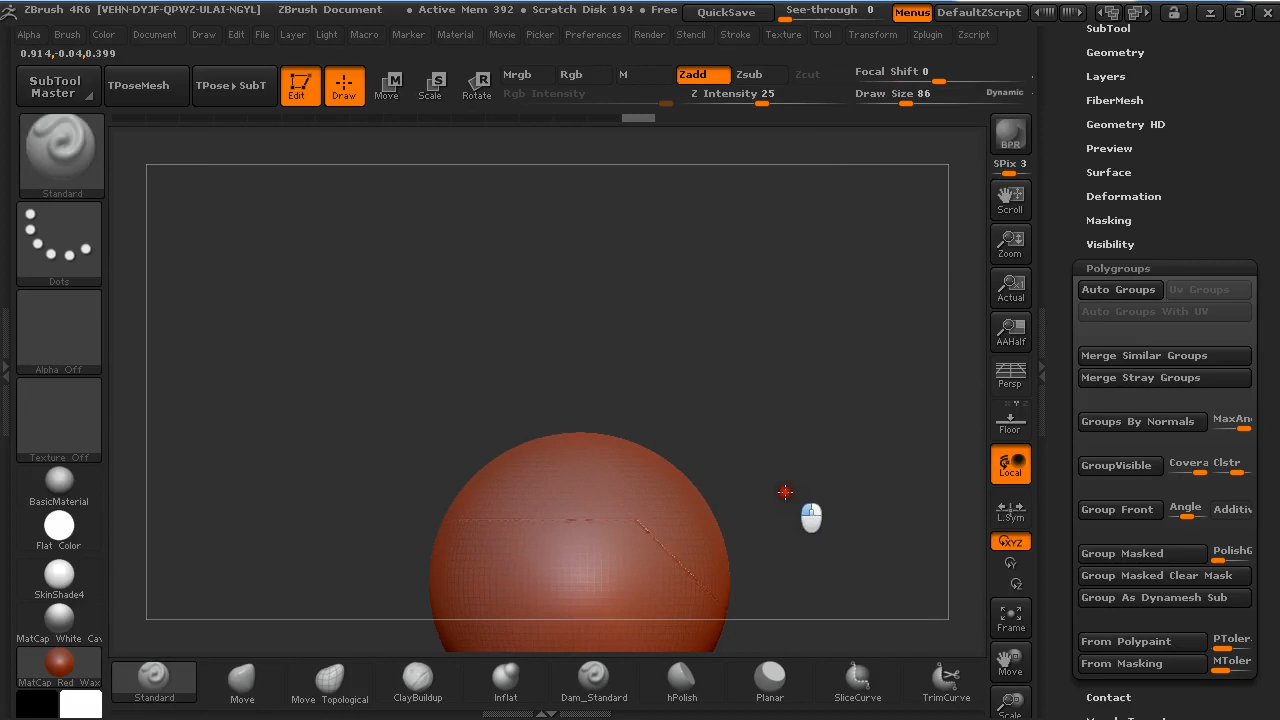 ZBrush 4R6 [VEHN-DYJF-QPWZ-ULAI-NGYL] ZBrush Document • Active Mem 392 • Scratch Disk 194 • Free QuickSave See-through 0 Menus DefaultZScript
Alpha Brush Color Document Draw Edit File Layer Light Macro Marker Material Movie Picker Preferences Render Stencil Stroke Texture Tool Transform Zplugin Zscript
0.914,-0.04,0.399
SubTool Master
TPoseMesh
TPose▸SubT
Edit
Draw
Move
Scale
Rotate
Mrgb Rgb M Zadd Zsub Zcut
Rgb Intensity Z Intensity 25
Focal Shift 0
Draw Size 86 Dynamic
Standard
Dots
Alpha Off
Texture Off
BasicMaterial
Flat Color
SkinShade4
MatCap White Cav
MatCap Red Wax
BPR
SPix 3
Scroll
Zoom
Actual
AAHalf
Persp
Floor
Local
L.Sym
XYZ
Y
Z
Frame
Move
Scale
SubTool
Geometry
Layers
FiberMesh
Geometry HD
Preview
Surface
Deformation
Masking
Visibility
Polygroups
Auto Groups Uv Groups
Auto Groups With UV
Merge Similar Groups
Merge Stray Groups
Groups By Normals MaxAn
GroupVisible Covera Clstr
Group Front Angle Additiv
Group Masked PolishG
Group Masked Clear Mask
Group As Dynamesh Sub
From Polypaint PToler
From Masking MToler
Contact
Standard Move Move Topological ClayBuildup Inflat Dam_Standard hPolish Planar SliceCurve TrimCurve